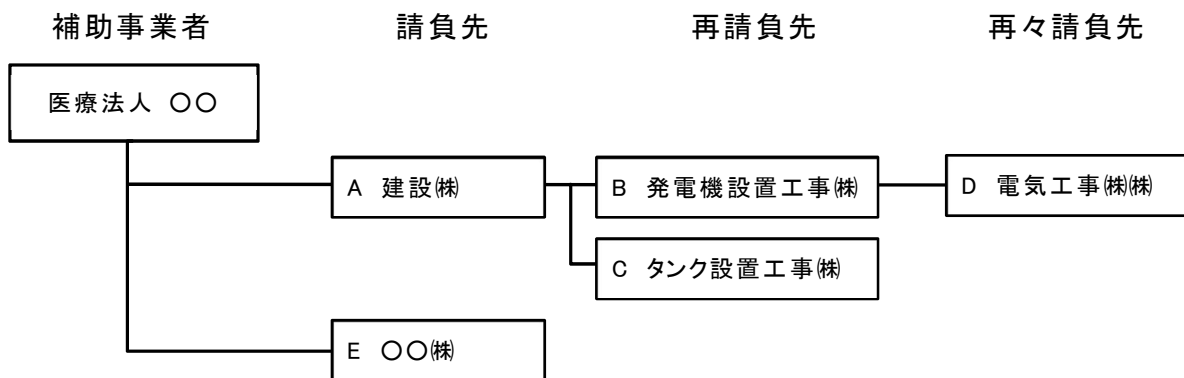 補助事業者 請負先 再請負先 再々請負先
医療法人 〇〇
A 建設㈱ B 発電機設置工事㈱ D 電気工事㈱㈱
C タンク設置工事㈱
E 〇〇㈱